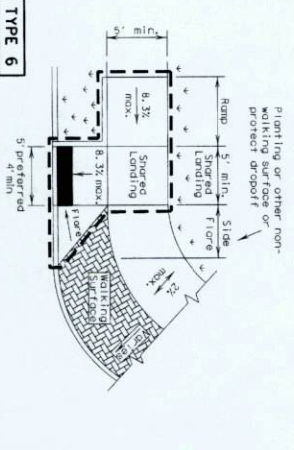 TYPE 6
Planting or other non-
walking surface or
protect dropoff
5' min.
Ramp
5' min.
Side
Flare
Shared
Landing
8.3%
max.
Shared
Landing
8.3% max.
Flare
2%
max.
Walking
Surface
Varies
5' preferred
4' min